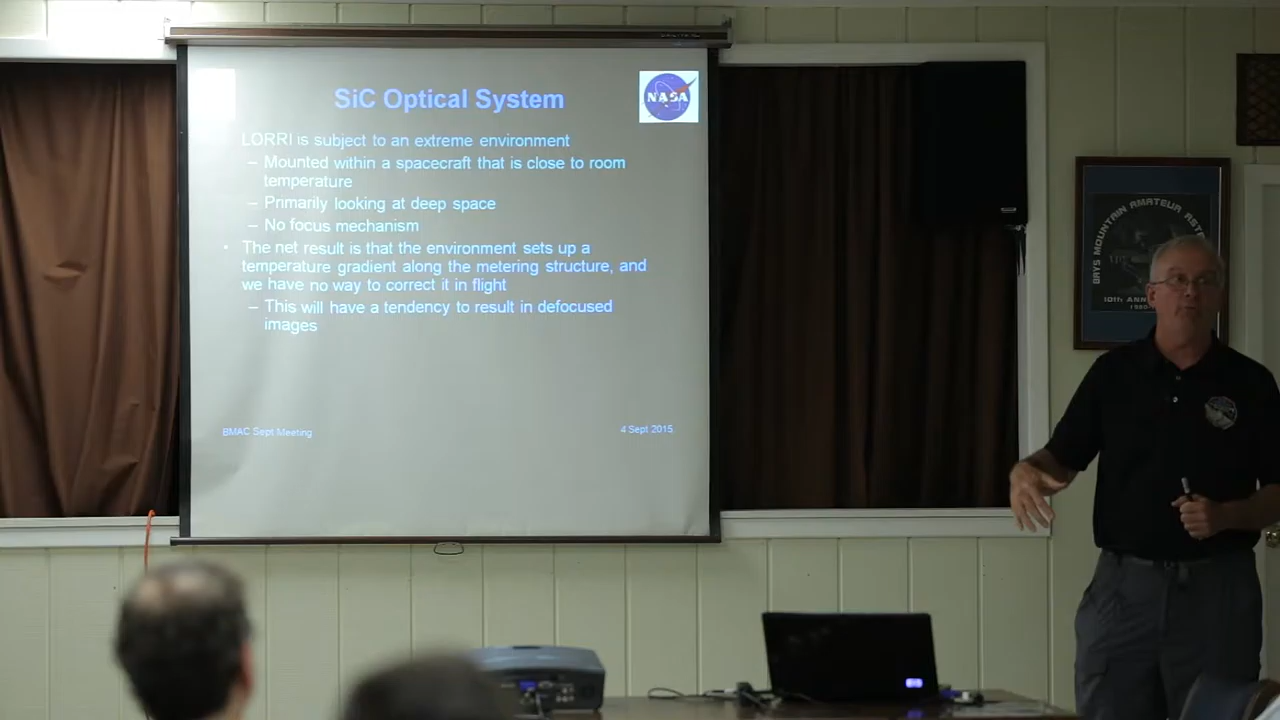 SiC Optical System
NASA
LORRI is subject to an extreme environment
– Mounted within a spacecraft that is close to room
temperature
– Primarily looking at deep space
– No focus mechanism
• The net result is that the environment sets up a
temperature gradient along the metering structure, and
we have no way to correct it in flight
– This will have a tendency to result in defocused
images
BMAC Sept Meeting
4 Sept 2015
BAYS MOUNTAIN AMATEUR
10th